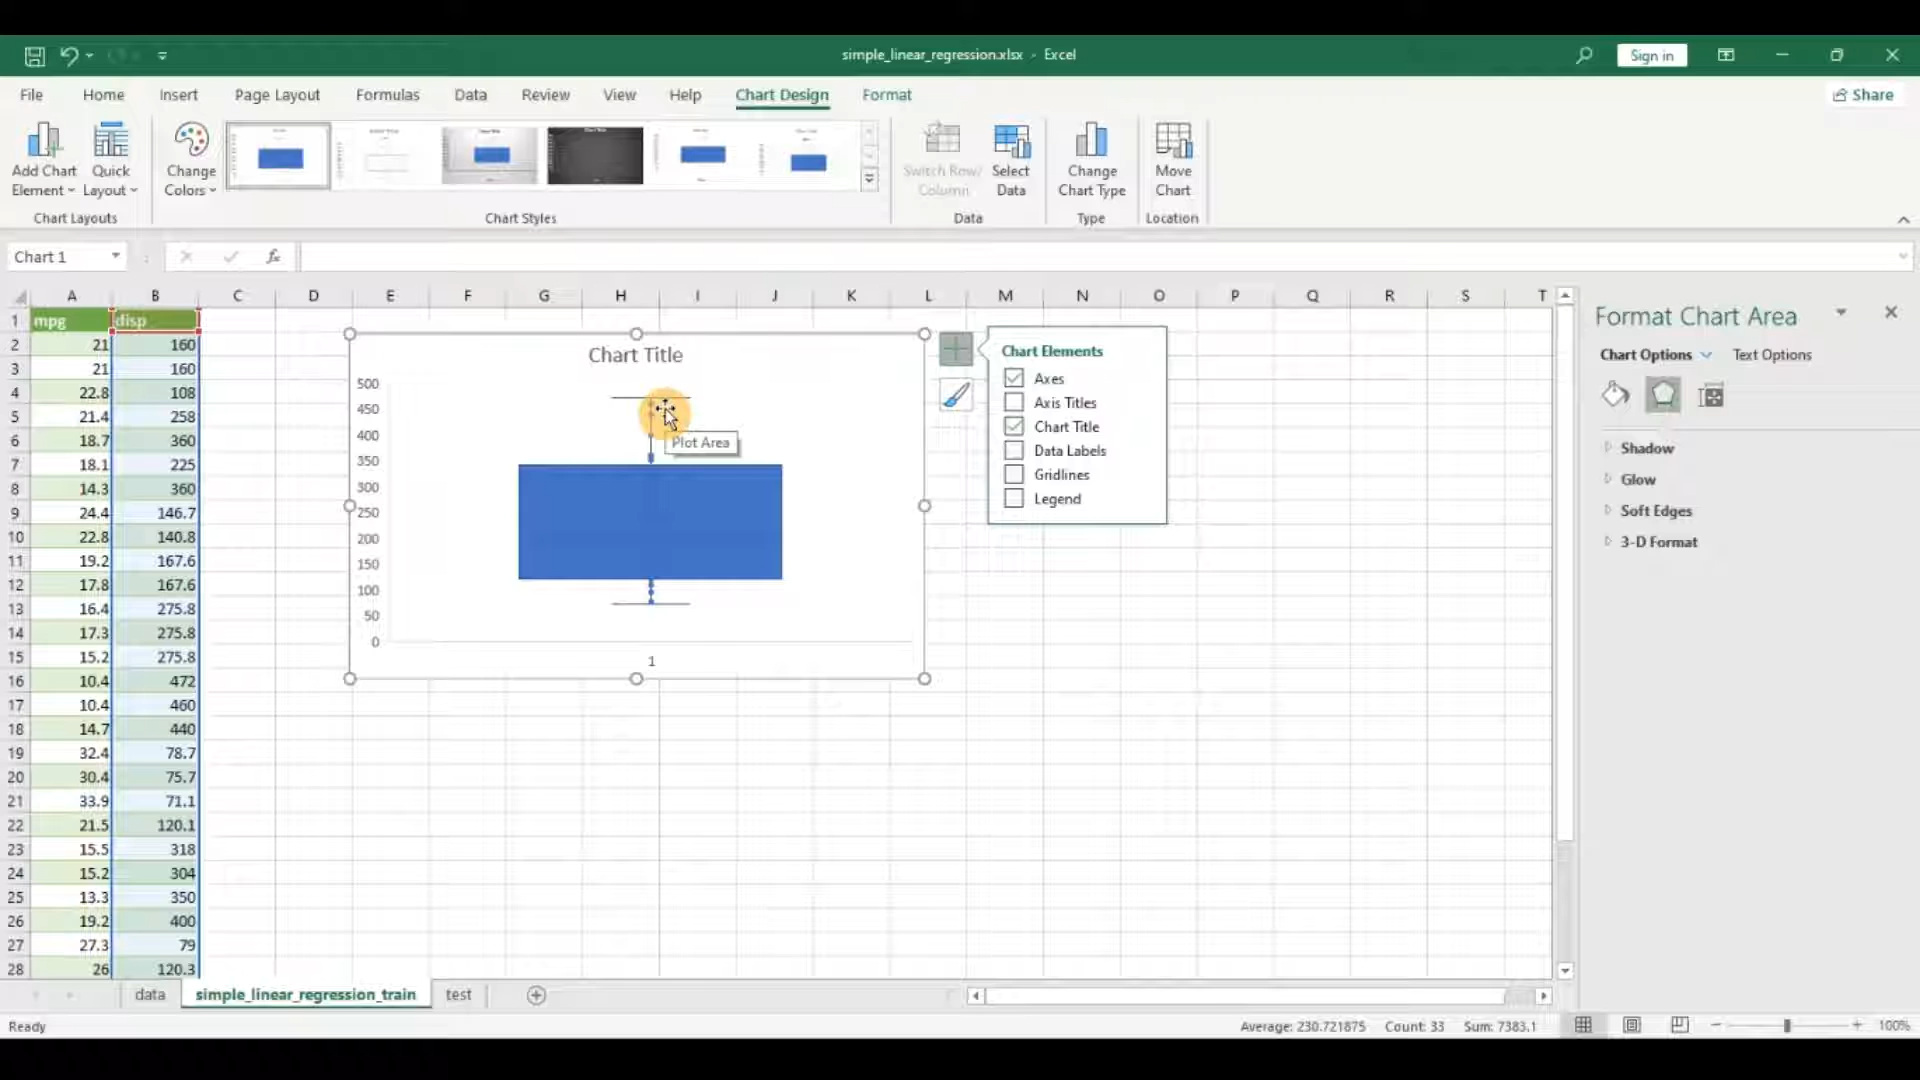 simple_linear_regression.xlsx - Excel
Sign in
File Home Insert Page Layout Formulas Data Review View Help Chart Design Format Share
Add Chart Element
Quick Layout
Change Colors
Switch Row/ Column
Select Data
Change Chart Type
Move Chart
Chart Layouts Chart Styles Data Type Location
Chart 1 fx
A B C D E F G H I J K L M N O P Q R S T
1 mpg disp
2 21 160
3 21 160
4 22.8 108
5 21.4 258
6 18.7 360
7 18.1 225
8 14.3 360
9 24.4 146.7
10 22.8 140.8
11 19.2 167.6
12 17.8 167.6
13 16.4 275.8
14 17.3 275.8
15 15.2 275.8
16 10.4 472
17 10.4 460
18 14.7 440
19 32.4 78.7
20 30.4 75.7
21 33.9 71.1
22 21.5 120.1
23 15.5 318
24 15.2 304
25 13.3 350
26 19.2 400
27 27.3 79
28 26 120.3
Chart Title
500
450
400
350
300
250
200
150
100
50
0
1
Plot Area
Chart Elements
Axes
Axis Titles
Chart Title
Data Labels
Gridlines
Legend
Format Chart Area
Chart Options Text Options
Shadow
Glow
Soft Edges
3-D Format
data simple_linear_regression_train test
Ready Average: 230.721875 Count: 33 Sum: 7383.1 100%